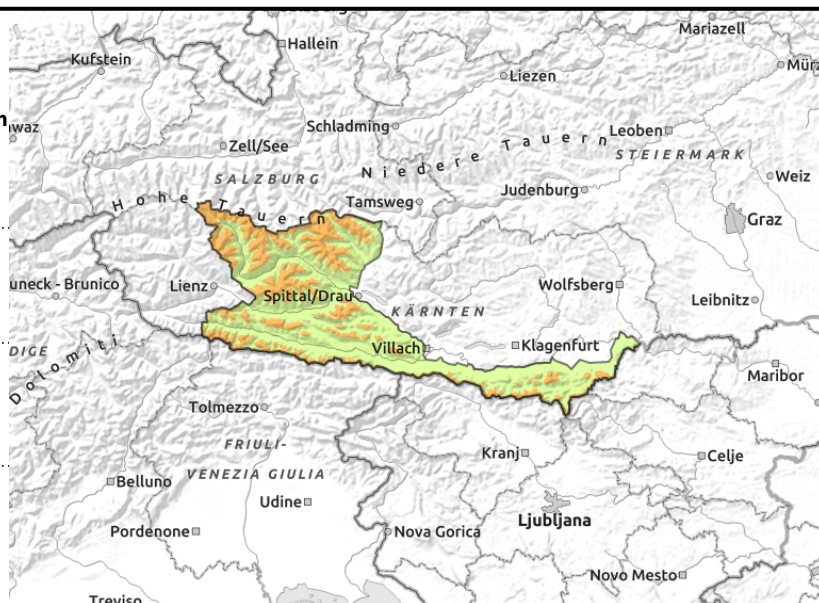 Mariazell
Hallein
Kufstein
Mürz
Liezen
Schladming
Leoben
Zell/See
Niedere Tauern
STEIERMARK
SALZBURG
Weiz
Judenburg
Hohe Tauern
Tamsweg
Graz
uneck - Brunico
Lienz
Wolfsberg
Spittal/Drau
Leibnitz
KÄRNTEN
Villach
Klagenfurt
DIGE
Dolomiti
Maribor
Tolmezzo
FRIULI-
VENEZIA GIULIA
Kranj
Celje
Belluno
Udine
Ljubljana
Pordenone
Nova Gorica
Novo Mesto
Treviso